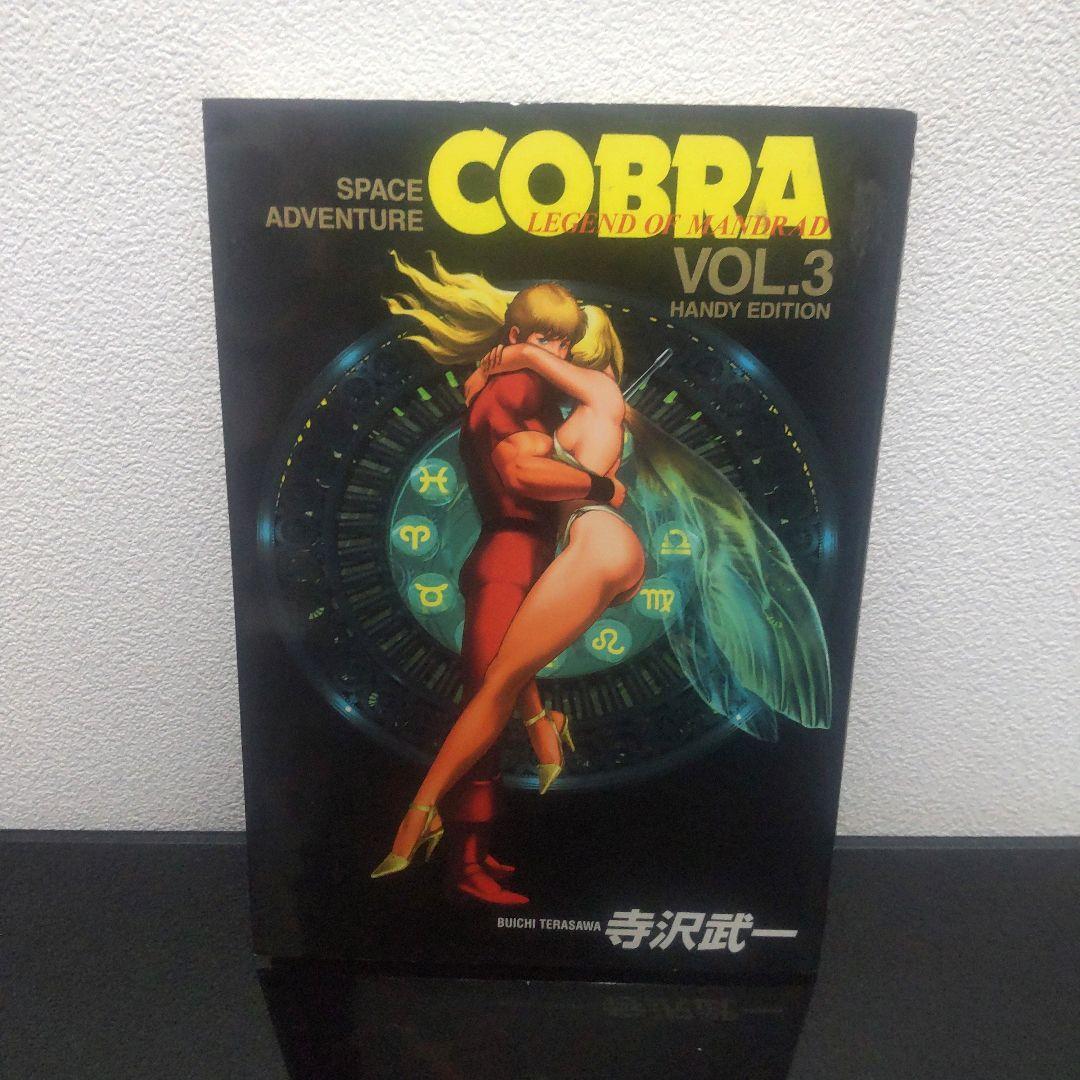 SPACE
ADVENTURE
COBRA
LEGEND OF MANDRAD
VOL.3
HANDY EDITION
BUICHI TERASAWA 寺沢武一